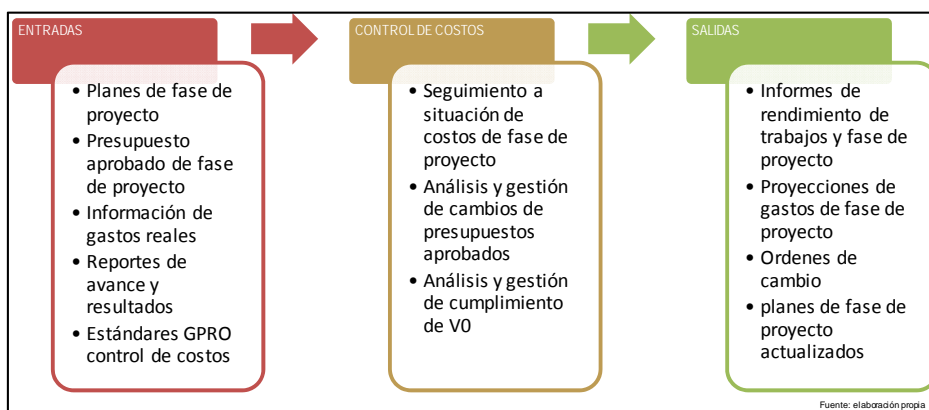 ENTRADAS
• Planes de fase de
proyecto
• Presupuesto
aprobado de fase
de proyecto
• Información de
gastos reales
• Reportes de
avance y
resultados
• Estándares GPRO
control de costos
CONTROL DE COSTOS
• Seguimiento a
situación de
costos de fase de
proyecto
• Análisis y gestión
de cambios de
presupuestos
aprobados
• Análisis y gestión
de cumplimiento
de V0
SALIDAS
• Informes de
rendimiento de
trabajos y fase de
proyecto
• Proyecciones de
gastos de fase de
proyecto
• Ordenes de
cambio
• planes de fase de
proyecto
actualizados
Fuente: elaboración propia